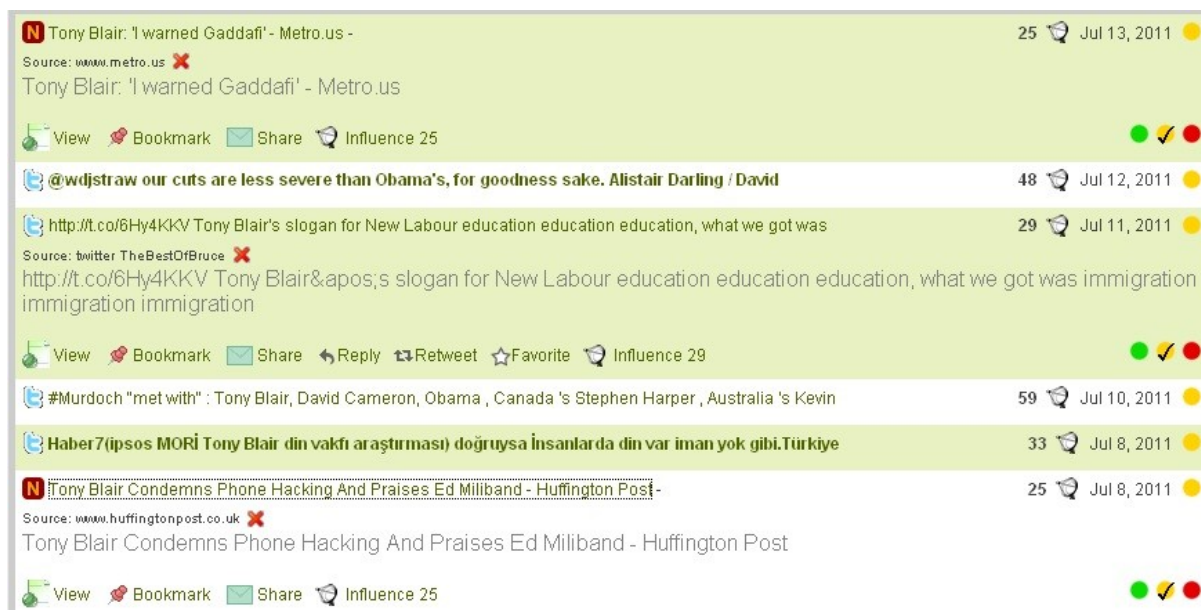 N Tony Blair: 'I warned Gaddafi' - Metro.us - 25 Jul 13, 2011
Source: www.metro.us
Tony Blair: 'I warned Gaddafi' - Metro.us
View Bookmark Share Influence 25
@wdjstraw our cuts are less severe than Obama's, for goodness sake. Alistair Darling / David 48 Jul 12, 2011
http://t.co/6Hy4KKV Tony Blair's slogan for New Labour education education education, what we got was 29 Jul 11, 2011
Source: twitter TheBestOfBruce
http://t.co/6Hy4KKV Tony Blair&apos;s slogan for New Labour education education education, what we got was immigration
immigration immigration
View Bookmark Share Reply Retweet Favorite Influence 29
#Murdoch "met with" : Tony Blair, David Cameron, Obama , Canada 's Stephen Harper , Australia 's Kevin 59 Jul 10, 2011
Haber7(ipsos MORİ Tony Blair din vakfı araştırması) doğruysa İnsanlarda din var iman yok gibi.Türkiye 33 Jul 8, 2011
N Tony Blair Condemns Phone Hacking And Praises Ed Miliband - Huffington Post - 25 Jul 8, 2011
Source: www.huffingtonpost.co.uk
Tony Blair Condemns Phone Hacking And Praises Ed Miliband - Huffington Post
View Bookmark Share Influence 25